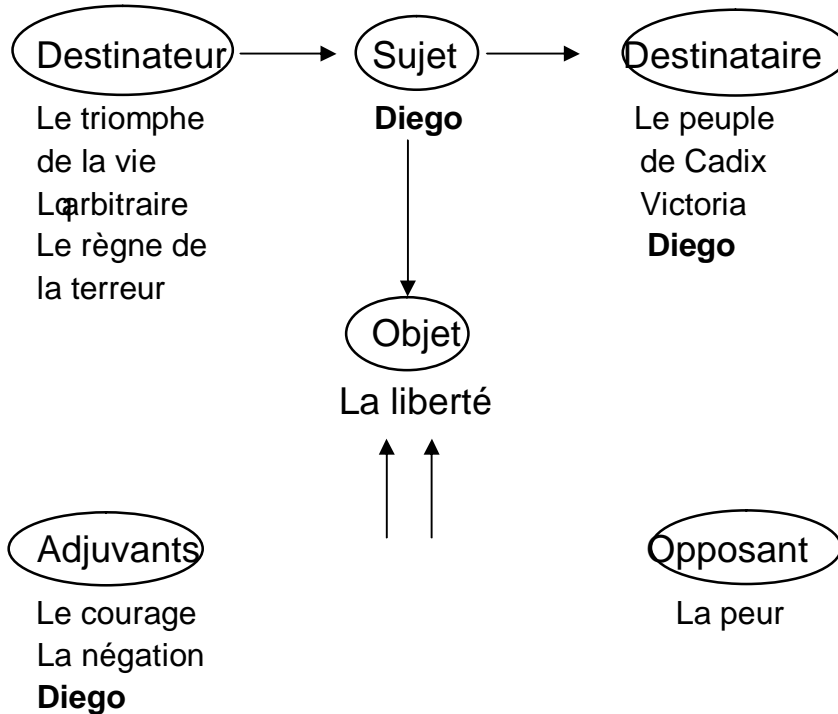 Destinateur
Sujet
Destinataire
Le triomphe
de la vie
Lqarbitraire
Le règne de
la terreur
Diego
Le peuple
de Cadix
Victoria
Diego
Objet
La liberté
Adjuvants
Le courage
La négation
Diego
Opposant
La peur